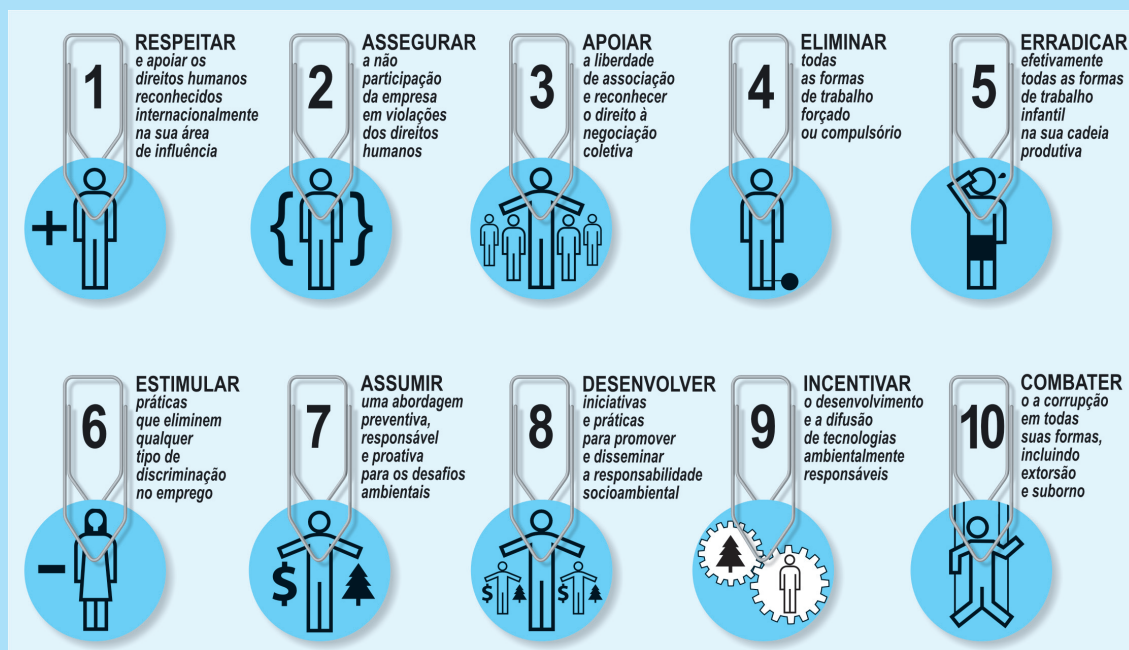 1
RESPEITAR
e apoiar os
direitos humanos
reconhecidos
internacionalmente
na sua área
de influência
2
ASSEGURAR
a não
participação
da empresa
em violações
dos direitos
humanos
3
APOIAR
a liberdade
de associação
e reconhecer
o direito à
negociação
coletiva
4
ELIMINAR
todas
as formas
de trabalho
forçado
ou compulsório
5
ERRADICAR
efetivamente
todas as formas
de trabalho
infantil
na sua cadeia
produtiva
+
{ }
6
ESTIMULAR
práticas
que eliminem
qualquer
tipo de
discriminação
no emprego
7
ASSUMIR
uma abordagem
preventiva,
responsável
e proativa
para os desafios
ambientais
8
DESENVOLVER
iniciativas
e práticas
para promover
e disseminar
a responsabilidade
socioambiental
9
INCENTIVAR
o desenvolvimento
e a difusão
de tecnologias
ambientalmente
responsáveis
10
COMBATER
o a corrupção
em todas
suas formas,
incluindo
extorsão
e suborno
-
$
$ $